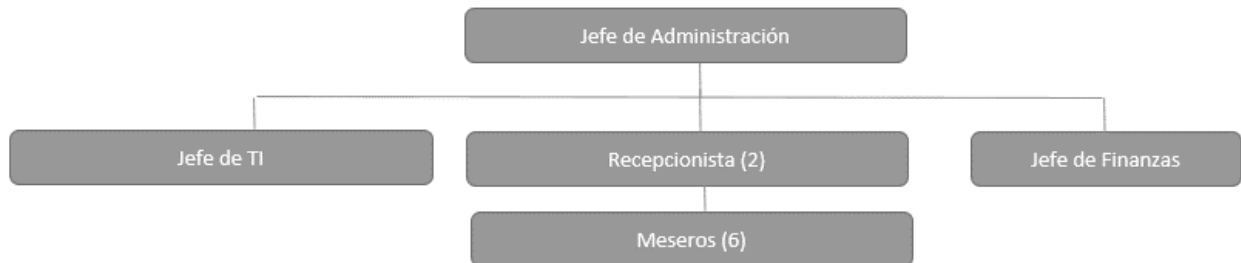 Jefe de Administración
Jefe de TI
Recepcionista (2)
Jefe de Finanzas
Meseros (6)